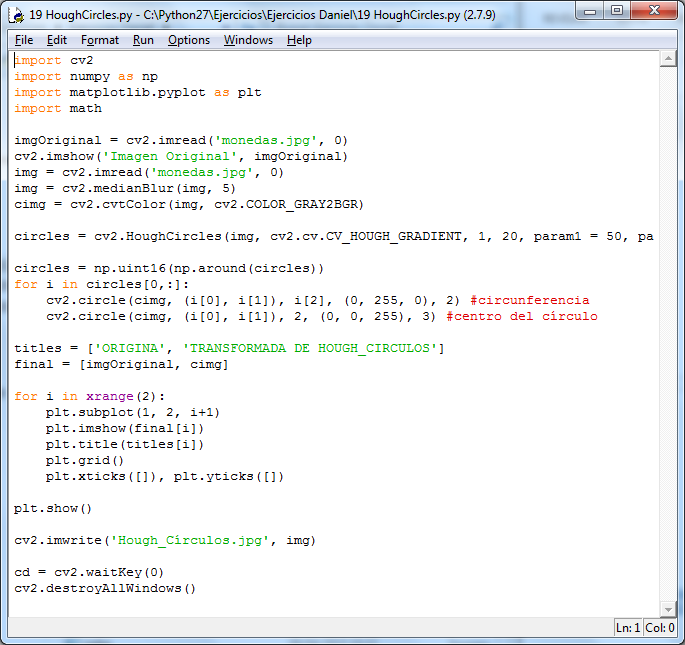 19 HoughCircles.py - C:\Python27\Ejercicios\Ejercicios Daniel\19 HoughCircles.py (2.7.9)
File Edit Format Run Options Windows Help
import cv2
import numpy as np
import matplotlib.pyplot as plt
import math

imgOriginal = cv2.imread('monedas.jpg', 0)
cv2.imshow('Imagen Original', imgOriginal)
img = cv2.imread('monedas.jpg', 0)
img = cv2.medianBlur(img, 5)
cimg = cv2.cvtColor(img, cv2.COLOR_GRAY2BGR)

circles = cv2.HoughCircles(img, cv2.cv.CV_HOUGH_GRADIENT, 1, 20, param1 = 50, pa

circles = np.uint16(np.around(circles))
for i in circles[0,:]:
    cv2.circle(cimg, (i[0], i[1]), i[2], (0, 255, 0), 2) #circunferencia
    cv2.circle(cimg, (i[0], i[1]), 2, (0, 0, 255), 3) #centro del círculo

titles = ['ORIGINA', 'TRANSFORMADA DE HOUGH_CIRCULOS']
final = [imgOriginal, cimg]

for i in xrange(2):
    plt.subplot(1, 2, i+1)
    plt.imshow(final[i])
    plt.title(titles[i])
    plt.grid()
    plt.xticks([]), plt.yticks([])

plt.show()

cv2.imwrite('Hough_Círculos.jpg', img)

cd = cv2.waitKey(0)
cv2.destroyAllWindows()
Ln: 1 Col: 0